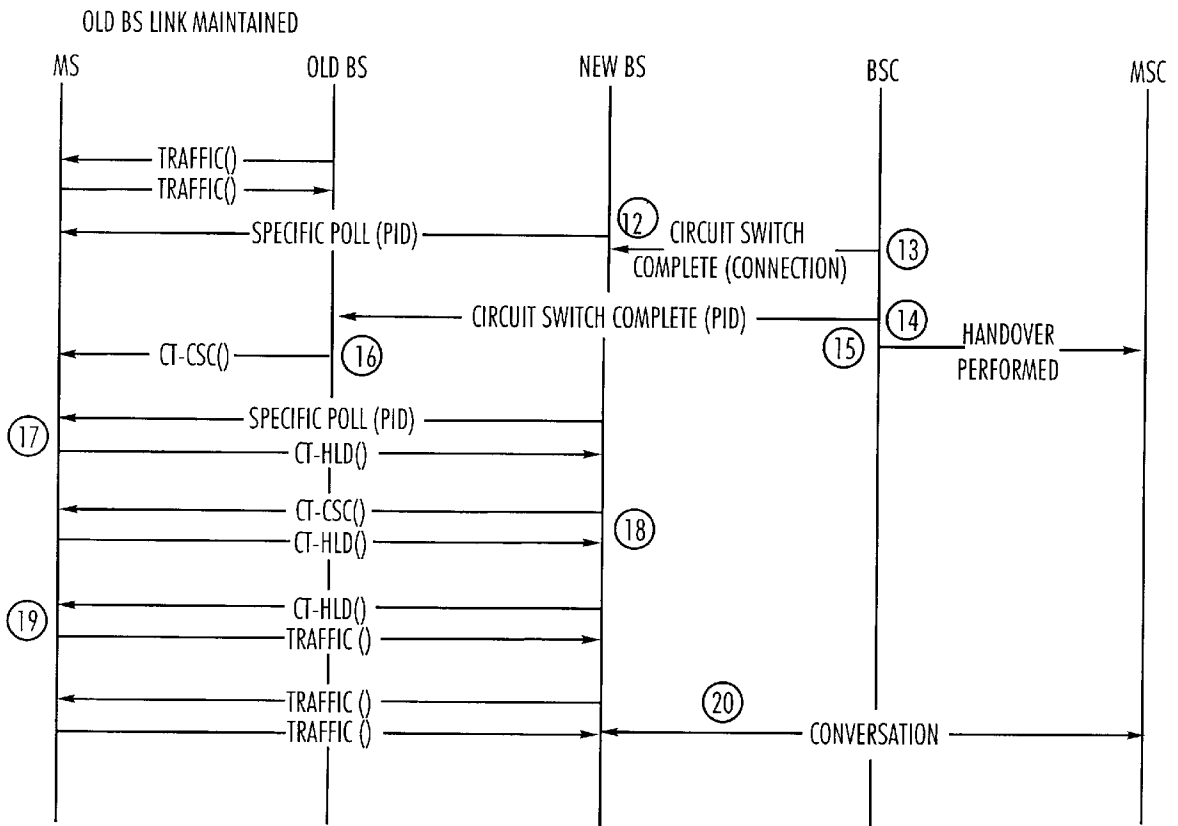 OLD BS LINK MAINTAINED
MS OLD BS NEW BS BSC MSC
TRAFFIC()
TRAFFIC()
12
SPECIFIC POLL (PID)
CIRCUIT SWITCH
COMPLETE (CONNECTION)
13
CIRCUIT SWITCH COMPLETE (PID)
14
15
HANDOVER
PERFORMED
CT-CSC()
16
SPECIFIC POLL (PID)
17
CT-HLD()
CT-CSC()
18
CT-HLD()
CT-HLD()
19
TRAFFIC ()
TRAFFIC ()
20
TRAFFIC ()
CONVERSATION